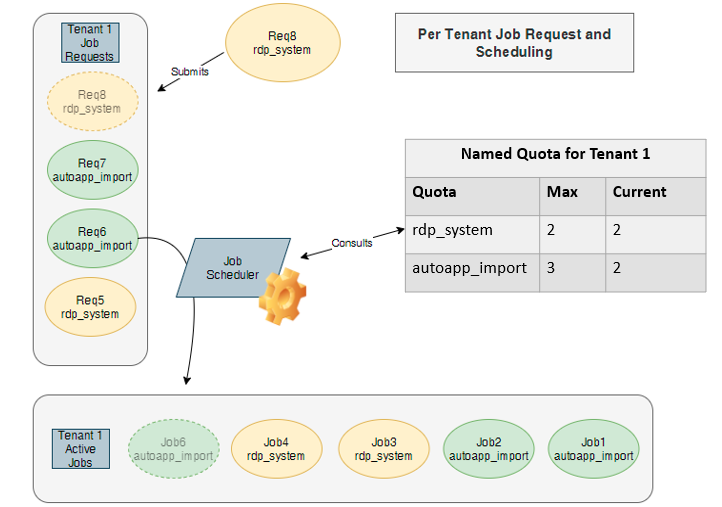 Tenant 1
Job
Requests
Req8
rdp_system
Per Tenant Job Request and
Scheduling
Submits
Req8
rdp_system
Req7
autoapp_import
Req6
autoapp_import
Req5
rdp_system
Job
Scheduler
Consults
Named Quota for Tenant 1
Quota Max Current
rdp_system 2 2
autoapp_import 3 2
Tenant 1
Active
Jobs
Job6
autoapp_import
Job4
rdp_system
Job3
rdp_system
Job2
autoapp_import
Job1
autoapp_import